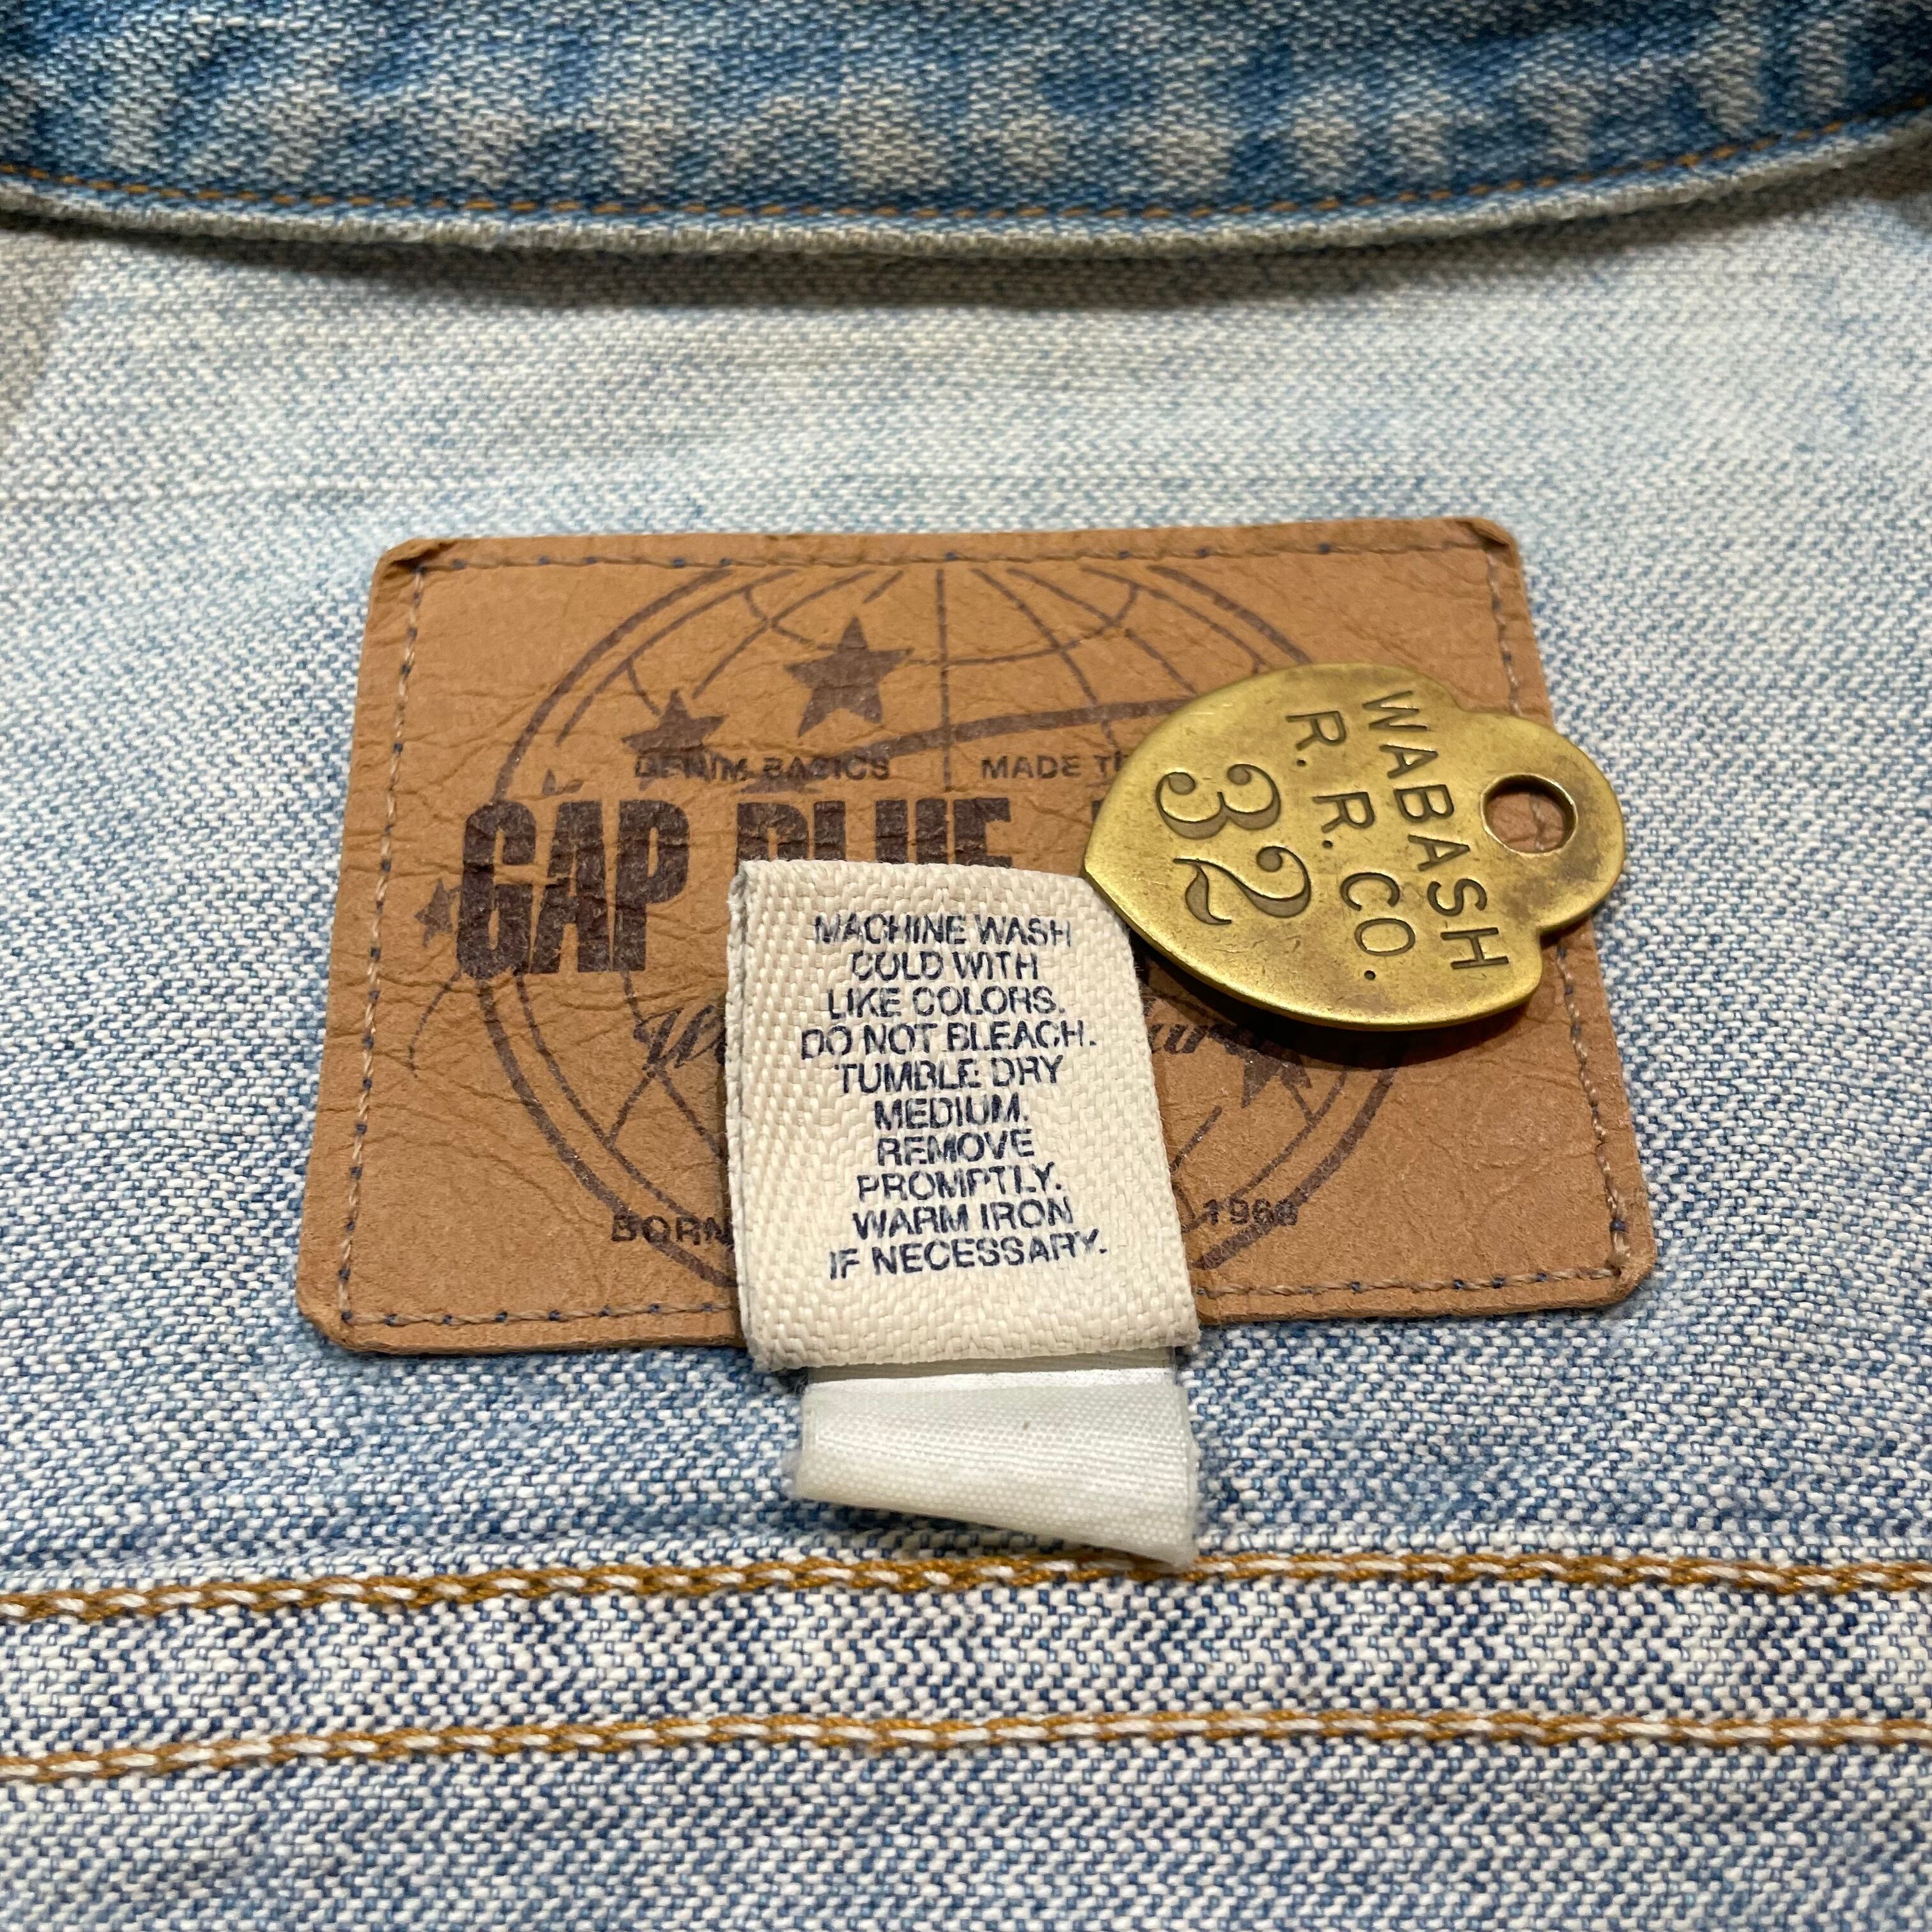 DENIM BASICS MADE
GAP BLUE
BORN 1969
MACHINE WASH
COLD WITH
LIKE COLORS.
DO NOT BLEACH.
TUMBLE DRY
MEDIUM.
REMOVE
PROMPTLY.
WARM IRON
IF NECESSARY.
WABASH
R. R. CO.
32